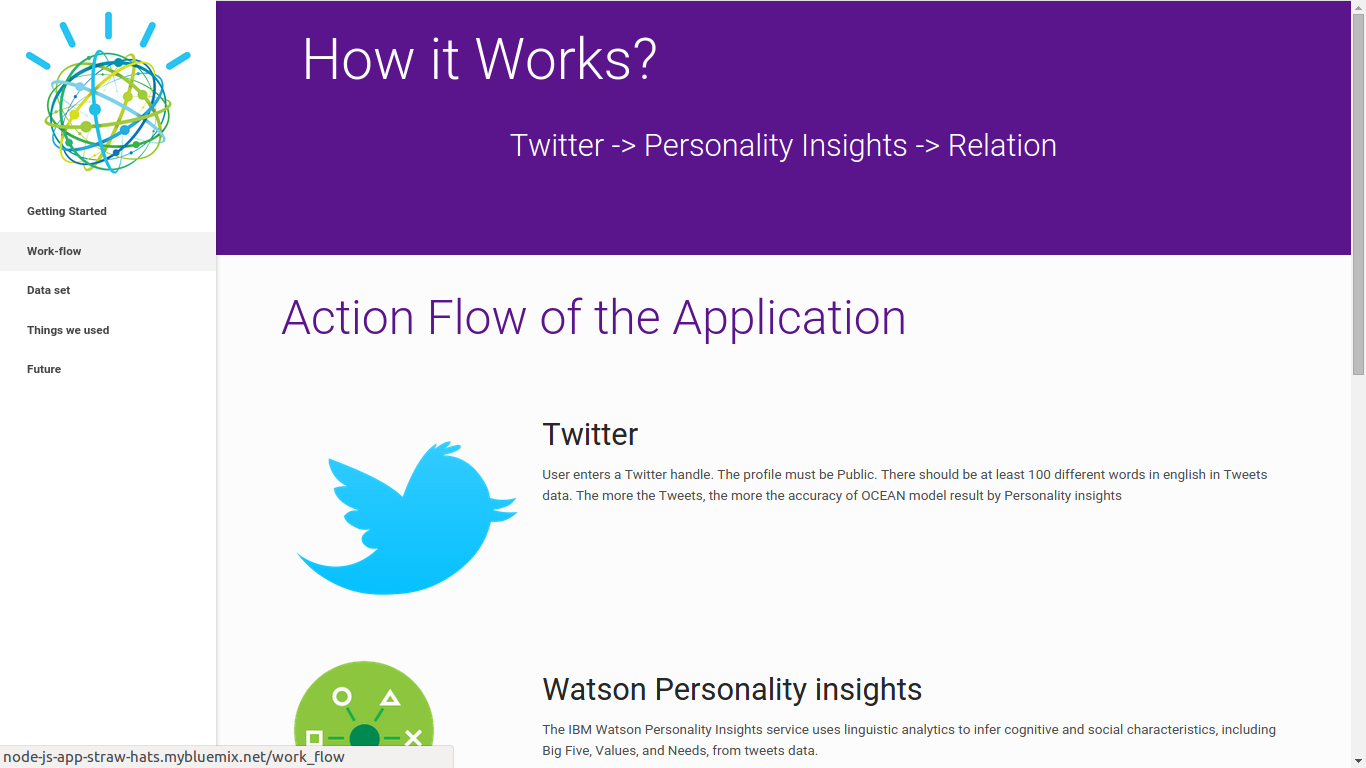 How it Works?
Twitter -> Personality Insights -> Relation
Getting Started
Work-flow
Data set
Things we used
Future
Action Flow of the Application
Twitter
User enters a Twitter handle. The profile must be Public. There should be at least 100 different words in english in Tweets
data. The more the Tweets, the more the accuracy of OCEAN model result by Personality insights
Watson Personality insights
The IBM Watson Personality Insights service uses linguistic analytics to infer cognitive and social characteristics, including
Big Five, Values, and Needs, from tweets data.
node-js-app-straw-hats.mybluemix.net/work_flow